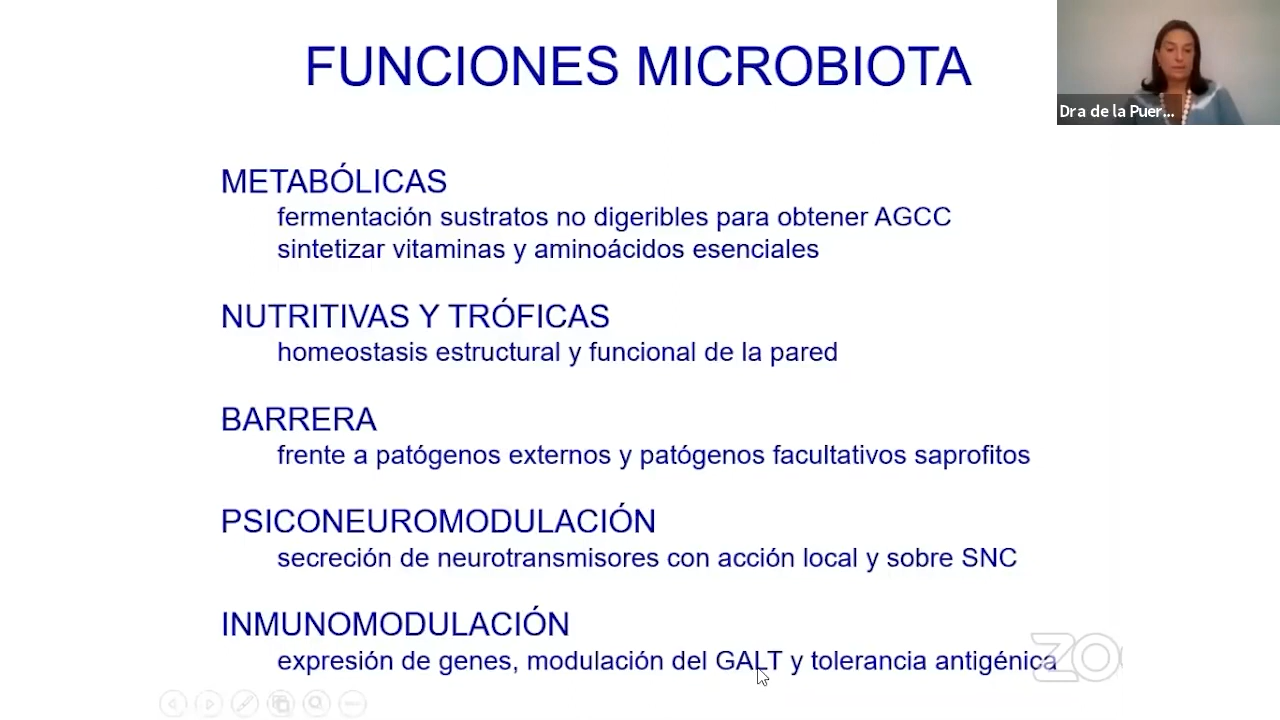 FUNCIONES MICROBIOTA
Dra de la Puer...
METABÓLICAS
fermentación sustratos no digeribles para obtener AGCC
sintetizar vitaminas y aminoácidos esenciales
NUTRITIVAS Y TRÓFICAS
homeostasis estructural y funcional de la pared
BARRERA
frente a patógenos externos y patógenos facultativos saprofitos
PSICONEUROMODULACIÓN
secreción de neurotransmisores con acción local y sobre SNC
INMUNOMODULACIÓN
expresión de genes, modulación del GALT y tolerancia antigénica